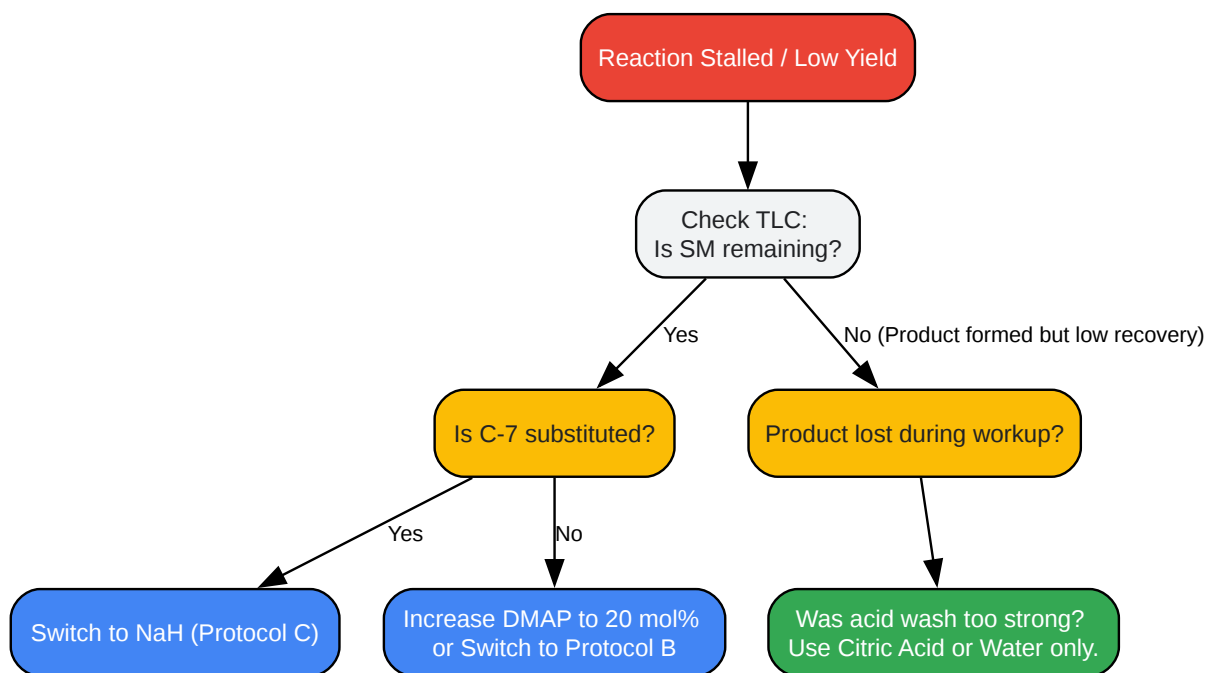 Reaction Stalled / Low Yield
Check TLC:
Is SM remaining?
Yes
No (Product formed but low recovery)
Is C-7 substituted?
Product lost during workup?
Yes
No
Switch to NaH (Protocol C)
Increase DMAP to 20 mol%
or Switch to Protocol B
Was acid wash too strong?
Use Citric Acid or Water only.